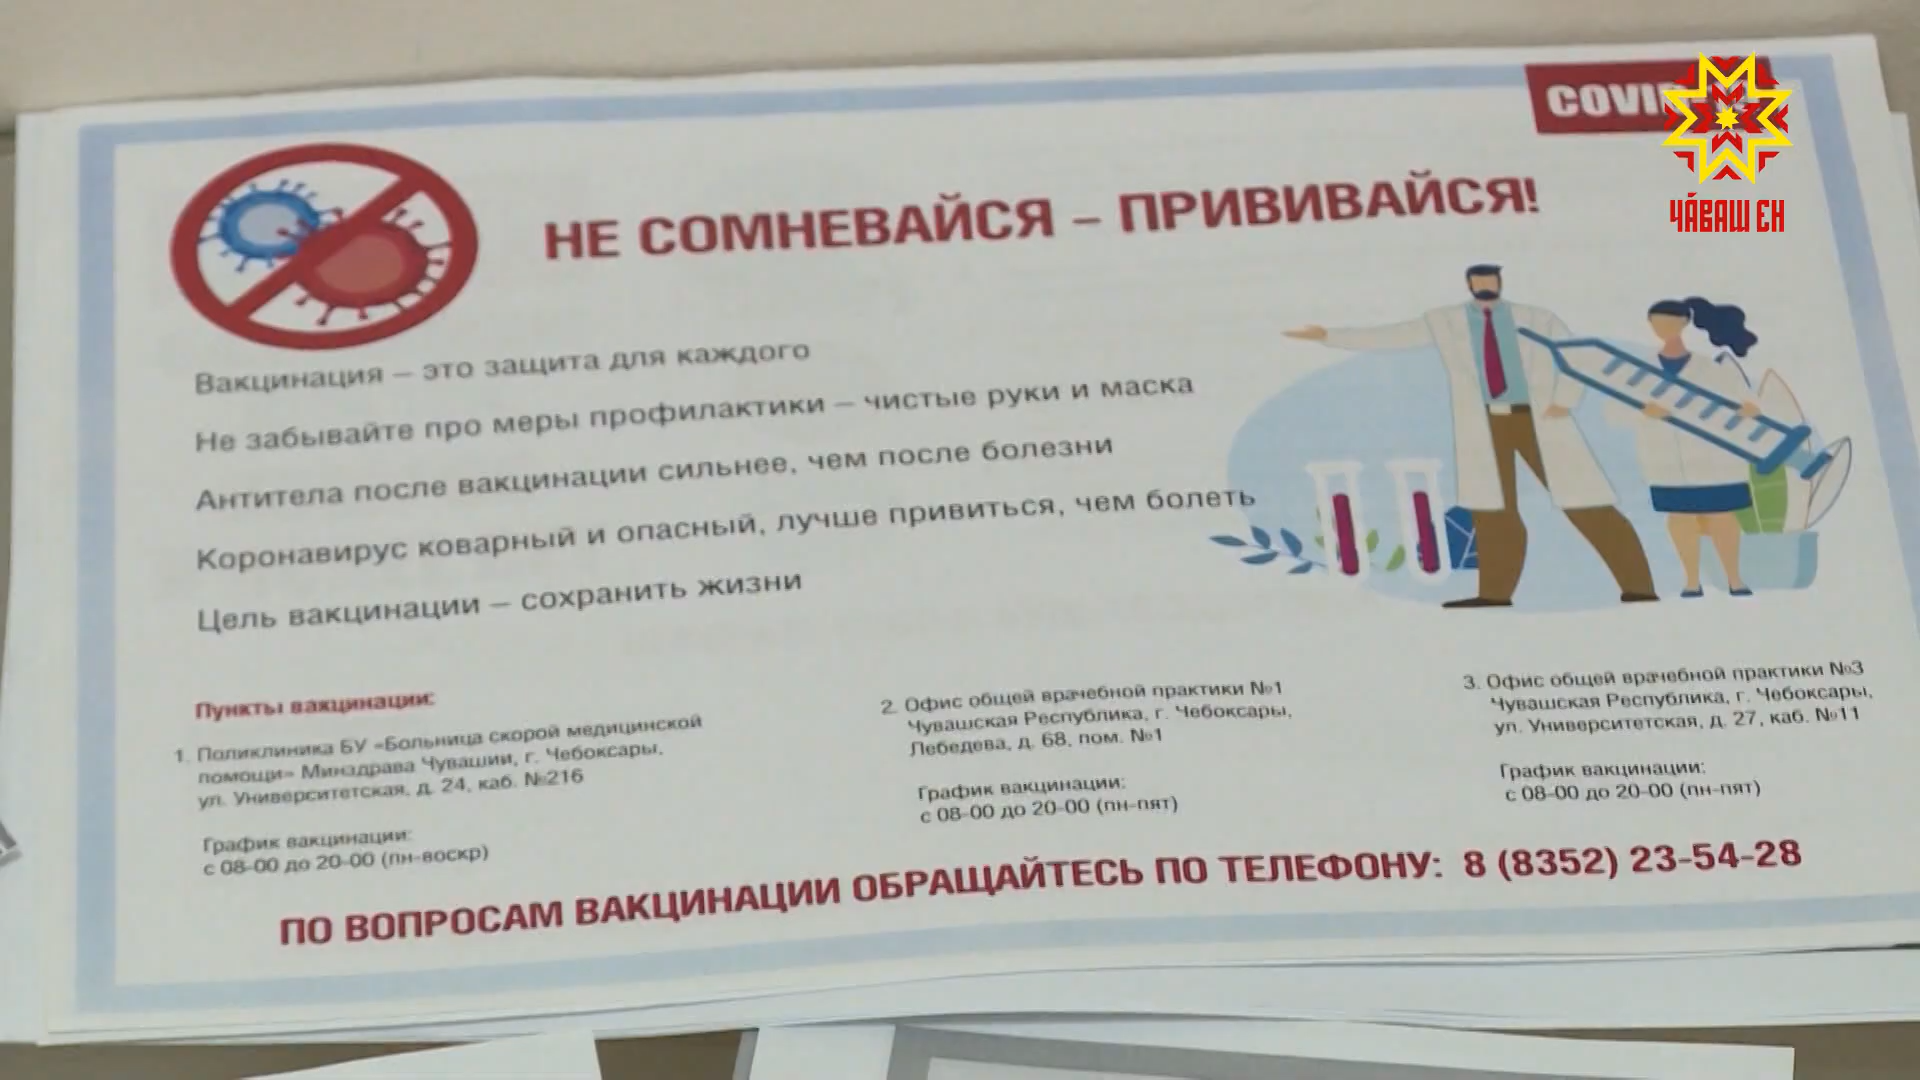 COVI
ЧӐВАШ ЕН
НЕ СОМНЕВАЙСЯ – ПРИВИВАЙСЯ!
Вакцинация – это защита для каждого
Не забывайте про меры профилактики – чистые руки и маска
Антитела после вакцинации сильнее, чем после болезни
Коронавирус коварный и опасный, лучше привиться, чем болеть
Цель вакцинации – сохранить жизни
Пункты вакцинации:
1. Поликлиника БУ «Больница скорой медицинской
помощи» Минздрава Чувашии, г. Чебоксары,
ул. Университетская, д. 24, каб. №216
График вакцинации:
с 08-00 до 20-00 (пн-воскр)
2. Офис общей врачебной практики №1
Чувашская Республика, г. Чебоксары,
Лебедева, д. 68, пом. №1
График вакцинации:
с 08-00 до 20-00 (пн-пят)
3. Офис общей врачебной практики №3
Чувашская Республика, г. Чебоксары,
ул. Университетская, д. 27, каб. №11
График вакцинации:
с 08-00 до 20-00 (пн-пят)
ПО ВОПРОСАМ ВАКЦИНАЦИИ ОБРАЩАЙТЕСЬ ПО ТЕЛЕФОНУ: 8 (8352) 23-54-28